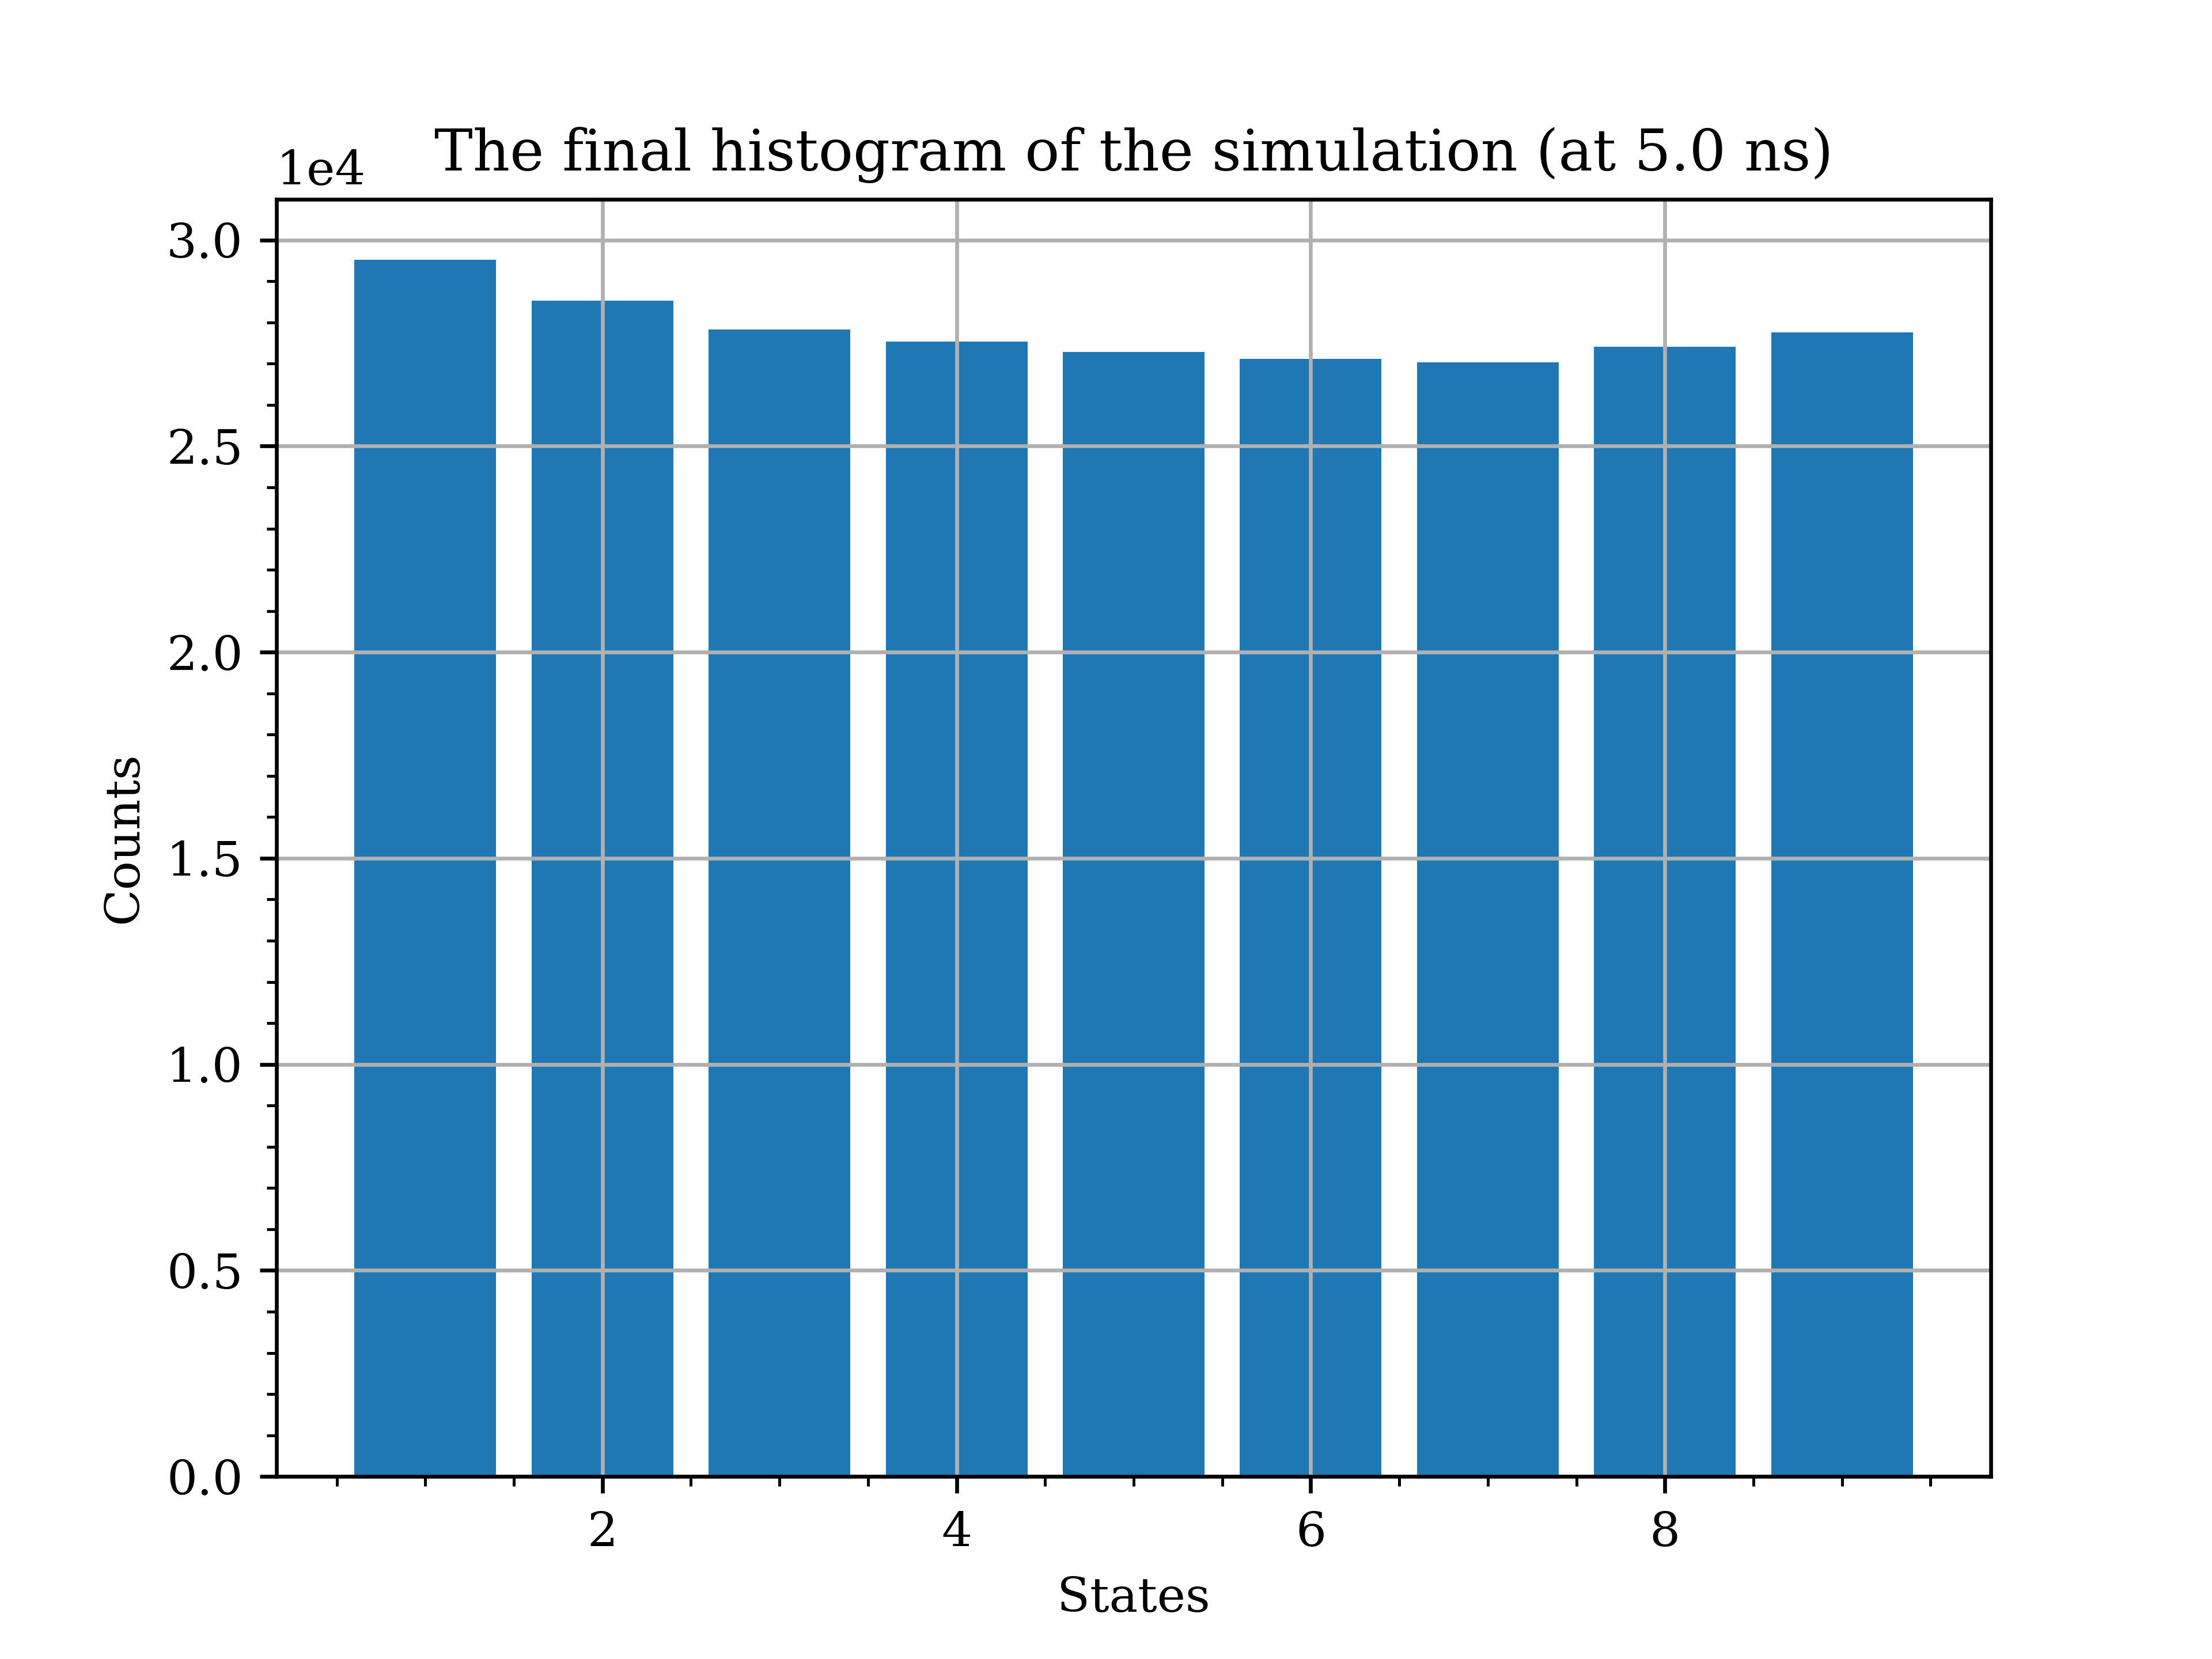 The final histogram of the simulation (at 5.0 ns)
1e4
3.0
2.5
2.0
1.5
1.0
0.5
0.0
Counts
2 4 6 8
States